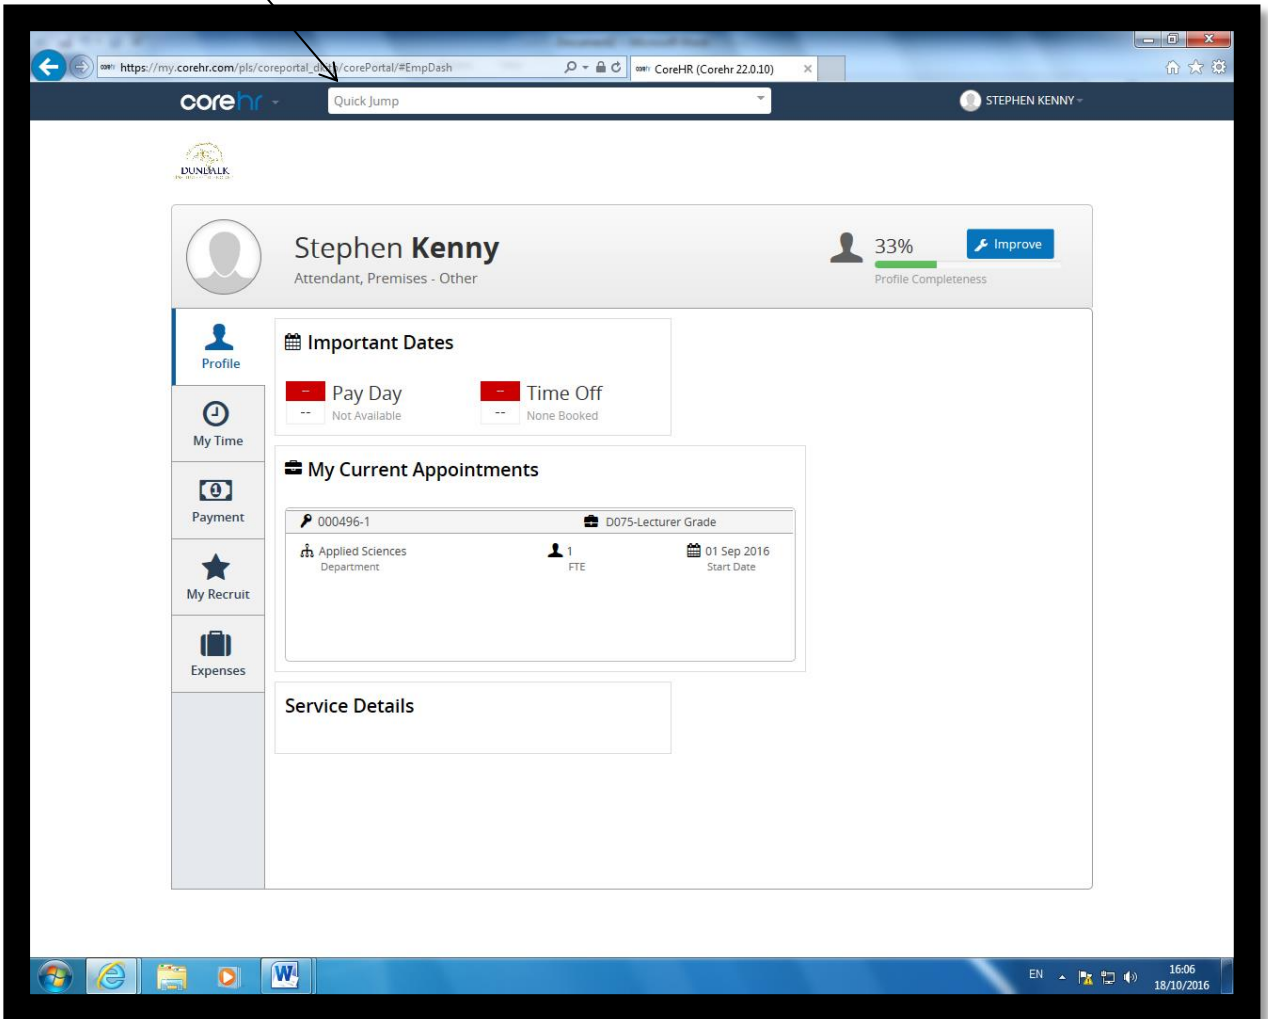 https://my.corehr.com/pls/coreportal_dkitp/corePortal/#EmpDash
CoreHR (Corehr 22.0.10)
corehr
Quick Jump
STEPHEN KENNY
DUNDALK
Stephen Kenny
Attendant, Premises - Other
33%
Improve
Profile Completeness
Profile
Important Dates
-- Pay Day
-- Not Available
-- Time Off
-- None Booked
My Time
My Current Appointments
Payment
000496-1
D075-Lecturer Grade
Applied Sciences
Department
1
FTE
01 Sep 2016
Start Date
My Recruit
Expenses
Service Details
EN
16:06
18/10/2016